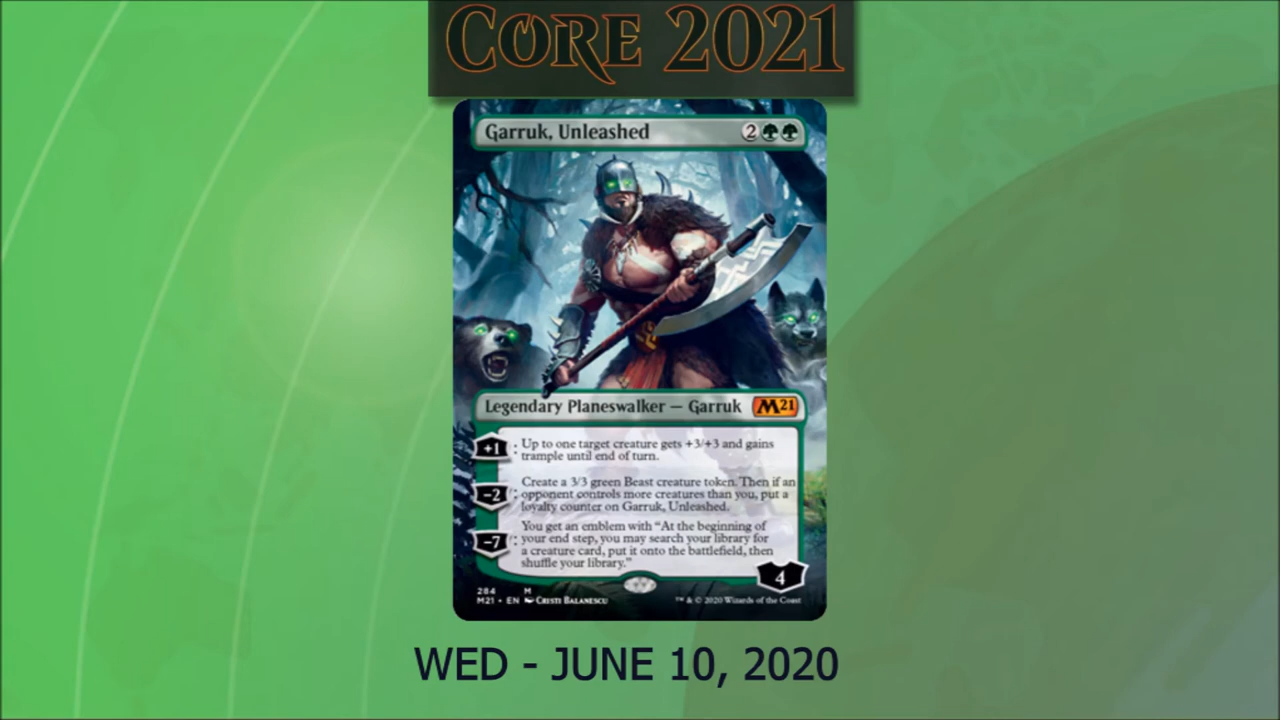 CORE 2021
Garruk, Unleashed 2
Legendary Planeswalker — Garruk M21
+1: Up to one target creature gets +3/+3 and gains
trample until end of turn.
Create a 3/3 green Beast creature token. Then if an
−2: opponent controls more creatures than you, put a
loyalty counter on Garruk, Unleashed.
You get an emblem with “At the beginning of
−7: your end step, you may search your library for
a creature card, put it onto the battlefield, then
shuffle your library.”
4
284 M
M21 • EN Cristi Balanescu ™ & © 2020 Wizards of the Coast
WED - JUNE 10, 2020